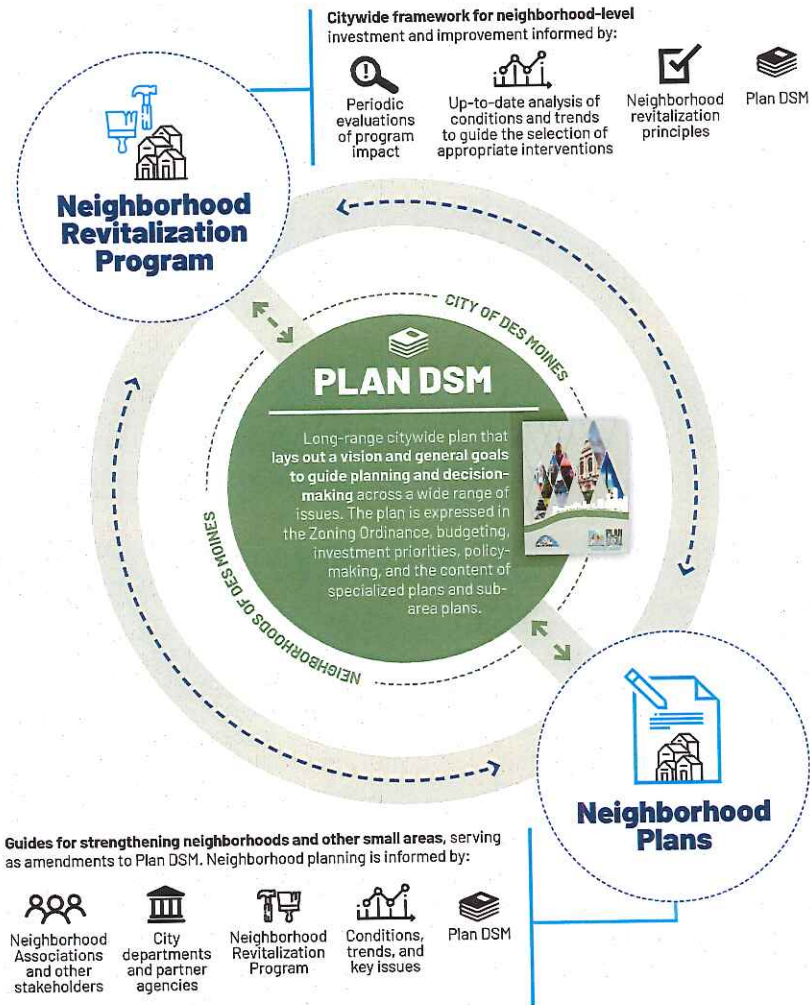 Citywide framework for neighborhood-level
investment and improvement informed by:
Periodic
evaluations
of program
impact
Up-to-date analysis of
conditions and trends
to guide the selection of
appropriate interventions
Neighborhood
revitalization
principles
Plan DSM
Neighborhood
Revitalization
Program
CITY OF DES MOINES
PLAN DSM
Long-range citywide plan that
lays out a vision and general goals
to guide planning and decision-
making across a wide range of
issues. The plan is expressed in
the Zoning Ordinance, budgeting,
investment priorities, policy-
making, and the content of
specialized plans and sub-
area plans.
NEIGHBORHOODS OF DES MOINES
Neighborhood
Plans
Guides for strengthening neighborhoods and other small areas, serving
as amendments to Plan DSM. Neighborhood planning is informed by:
Neighborhood
Associations
and other
stakeholders
City
departments
and partner
agencies
Neighborhood
Revitalization
Program
Conditions,
trends, and
key issues
Plan DSM